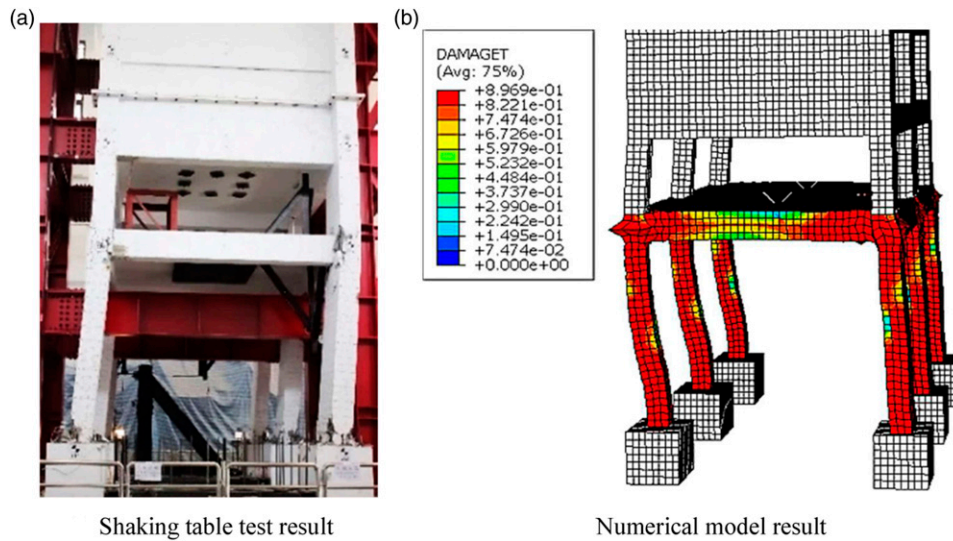 (a)
(b)
DAMAGET
(Avg: 75%)
+8.969e-01
+8.221e-01
+7.474e-01
+6.726e-01
+5.979e-01
+5.232e-01
+4.484e-01
+3.737e-01
+2.990e-01
+2.242e-01
+1.495e-01
+7.474e-02
+0.000e+00
Shaking table test result
Numerical model result